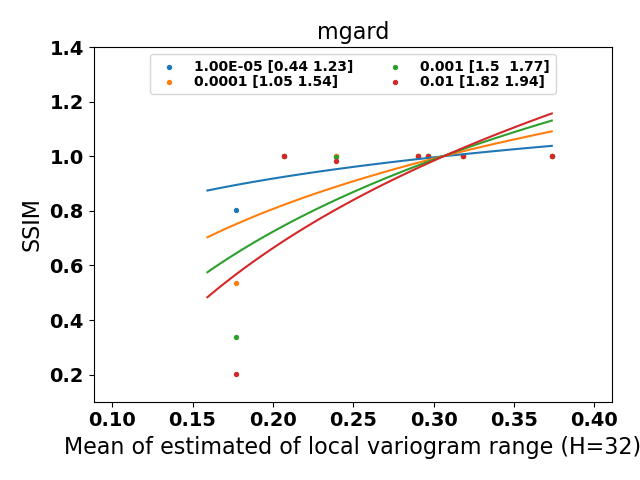 mgard
1.00E-05 [0.44 1.23]
0.0001 [1.05 1.54]
0.001 [1.5  1.77]
0.01 [1.82 1.94]
1.4
1.2
1.0
0.8
0.6
0.4
0.2
SSIM
0.10 0.15 0.20 0.25 0.30 0.35 0.40
Mean of estimated of local variogram range (H=32)